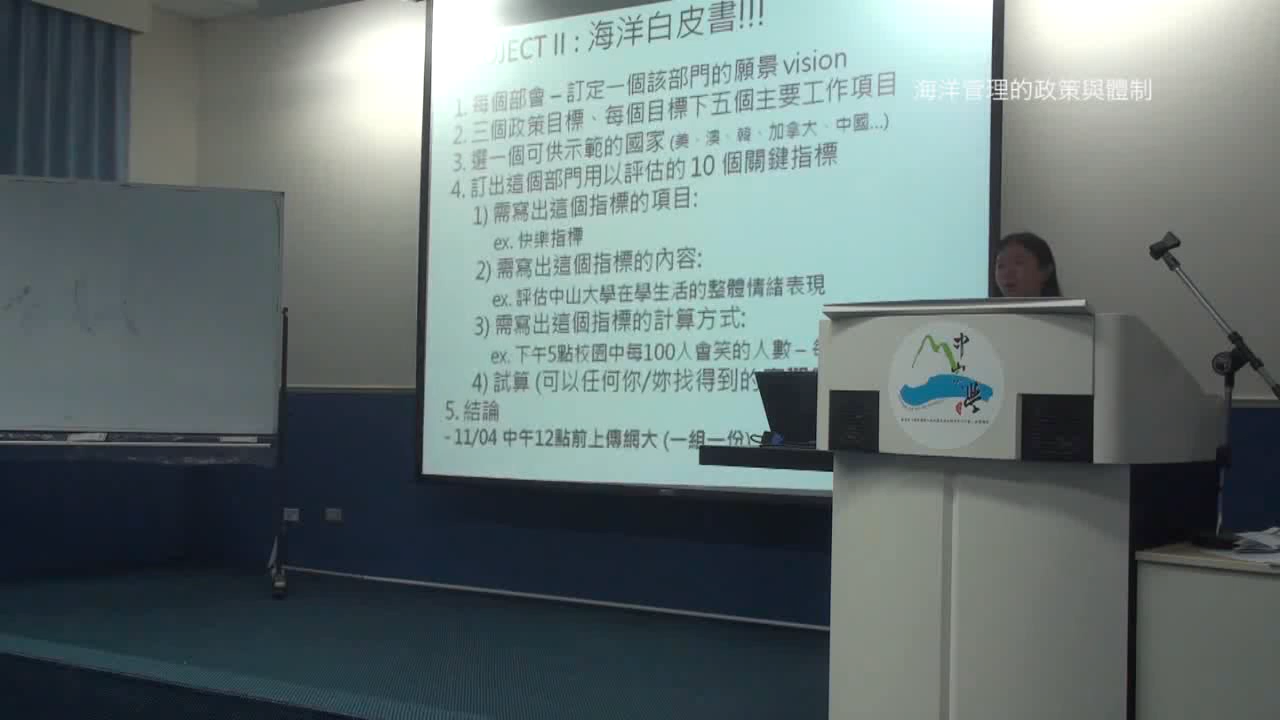 JECT II : 海洋白皮書!!!
海洋管理的政策與體制
1. 每個部會 – 訂定一個該部門的願景 vision
2. 三個政策目標、每個目標下五個主要工作項目
3. 選一個可供示範的國家 (美、澳、韓、加拿大、中國...)
4. 訂出這個部門用以評估的 10 個關鍵指標
1) 需寫出這個指標的項目:
ex. 快樂指標
2) 需寫出這個指標的內容:
ex. 評估中山大學在學生活的整體情緒表現
3) 需寫出這個指標的計算方式:
ex. 下午5點校園中每100人會笑的人數 –
4) 試算 (可以任何你/妳找得到的
5. 結論
- 11/04 中午12點前上傳網大 (一組一份)
中山大學